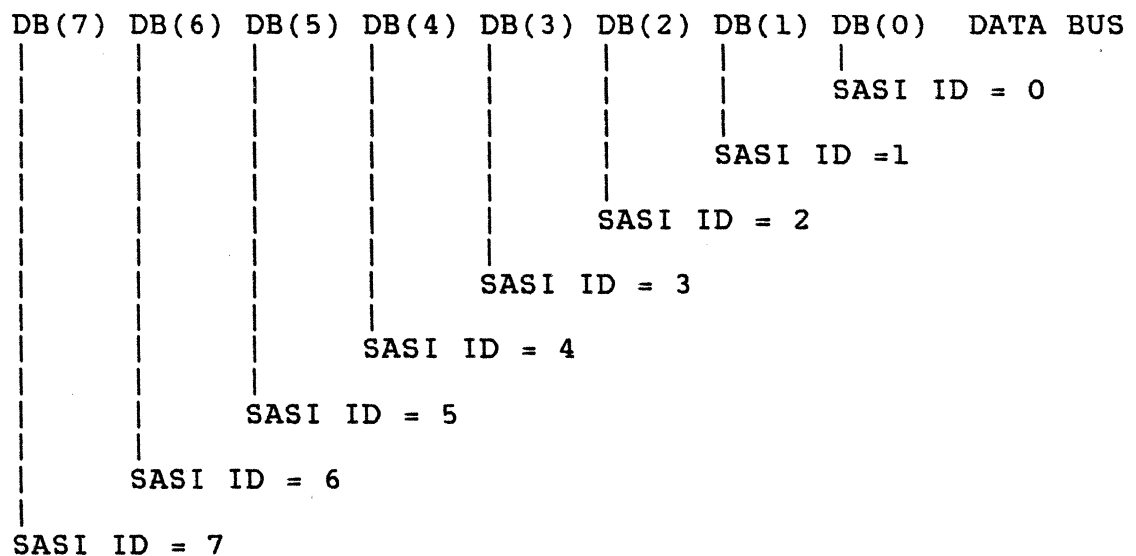 DB(7) DB(6) DB(5) DB(4) DB(3) DB(2) DB(1) DB(0) DATA BUS
SASI ID = 0
SASI ID =1
SASI ID = 2
SASI ID = 3
SASI ID = 4
SASI ID = 5
SASI ID = 6
SASI ID = 7